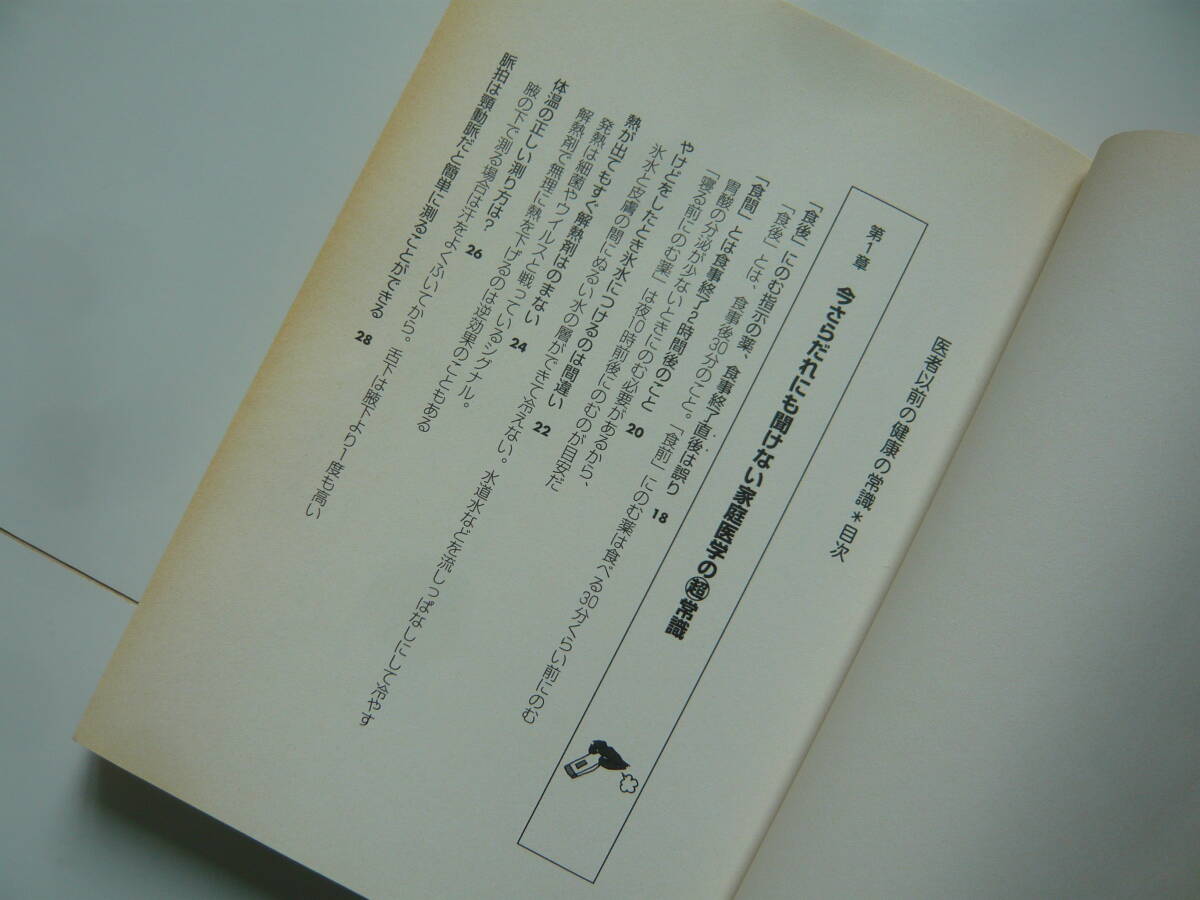 医者以前の健康の常識*目次
第1章 今さらだれにも聞けない家庭医学の超常識
「食後」にのむ指示の薬、食事終了直後は誤り 18
「食後」とは、食事後30分のこと。「食前」にのむ薬は食べる30分くらい前にのむ
「食間」とは食事終了2時間後のこと 20
胃酸の分泌が少ないときにのむ必要があるから、
「寝る前にのむ薬」は夜10時前後にのむのが目安だ
やけどをしたとき氷水につけるのは間違い 22
氷水と皮膚の間にぬるい水の層ができて冷えない。水道水などを流しっぱなしにして冷やす
熱が出てもすぐ解熱剤はのまない 24
発熱は細菌やウイルスと戦っているシグナル。
解熱剤で無理に熱を下げるのは逆効果のこともある
体温の正しい測り方は? 26
腋の下で測る場合は汗をよくふいてから。舌下は腋下より1度も高い
脈拍は頸動脈だと簡単に測ることができる 28